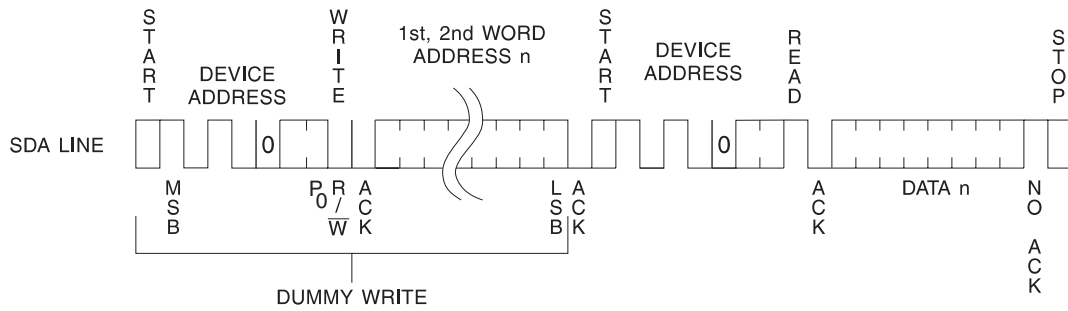 START
WRITE
1st, 2nd WORD
ADDRESS n
START
READ
STOP
DEVICE
ADDRESS
DEVICE
ADDRESS
SDA LINE
0
0
MSB
P0
R/W
ACK
LSB
ACK
ACK
DATA n
NO ACK
DUMMY WRITE